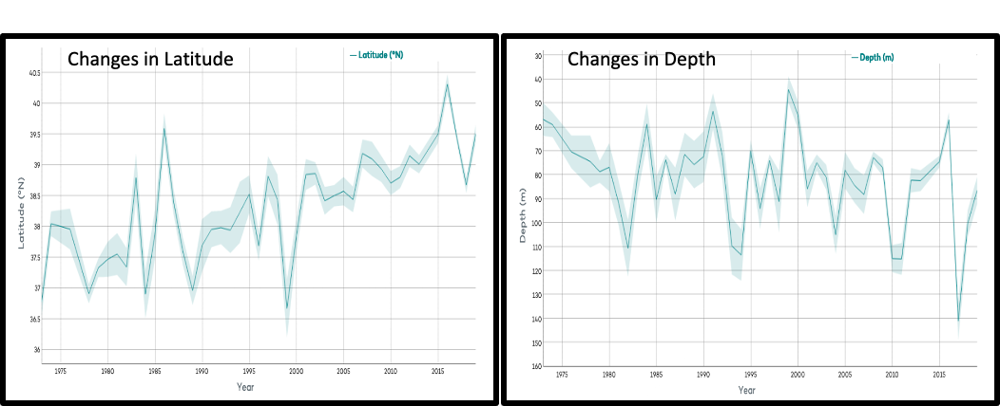 Changes in Latitude
Latitude (°N)
40.5
40
39.5
39
38.5
38
37.5
37
36.5
36
Latitude (°N)
1975 1980 1985 1990 1995 2000 2005 2010 2015
Year
Changes in Depth
Depth (m)
30
40
50
60
70
80
90
100
110
120
130
140
150
160
Depth (m)
1975 1980 1985 1990 1995 2000 2005 2010 2015
Year